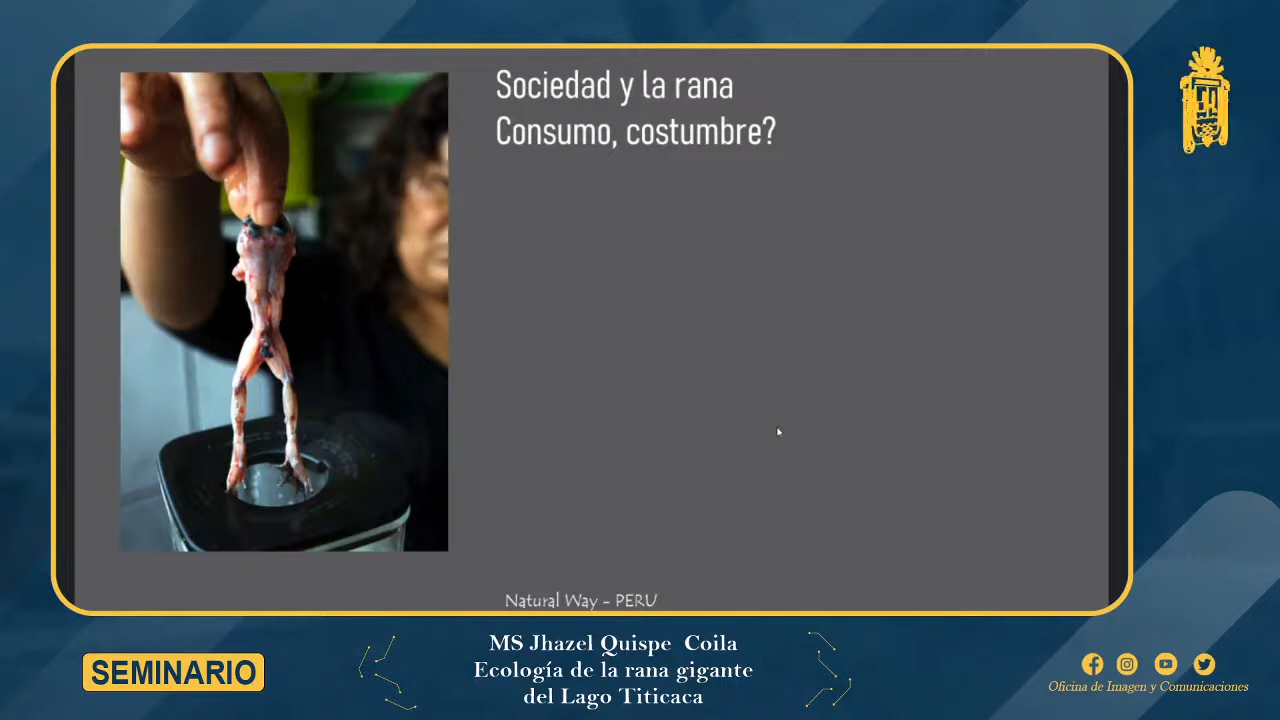 Sociedad y la rana
Consumo, costumbre?
Natural Way - PERU
SEMINARIO
MS Jhazel Quispe Coila
Ecología de la rana gigante
del Lago Titicaca
Oficina de Imagen y Comunicaciones